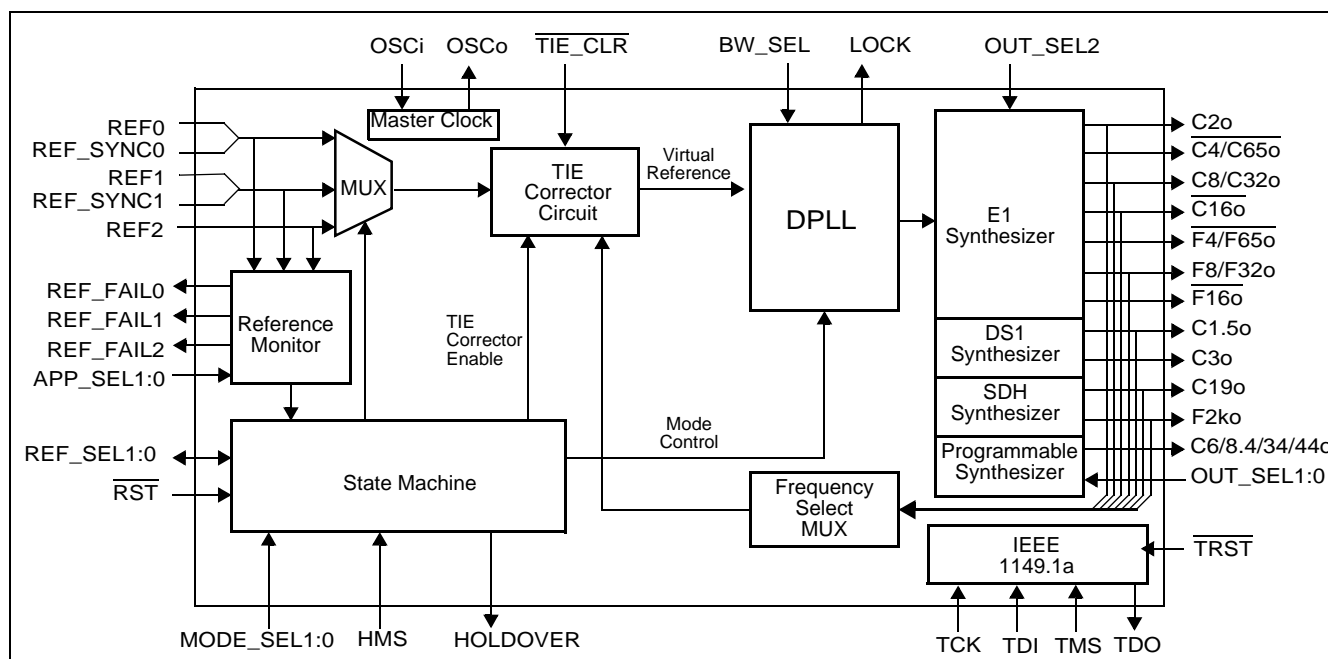 OSCi
OSCo
TIE_CLR
BW_SEL
LOCK
OUT_SEL2
Master Clock
REF0
REF_SYNC0
REF1
REF_SYNC1
REF2
MUX
TIE
Corrector
Circuit
Virtual
Reference
DPLL
E1
Synthesizer
C2o
C4/C65o
C8/C32o
C16o
F4/F65o
F8/F32o
F16o
REF_FAIL0
REF_FAIL1
REF_FAIL2
APP_SEL1:0
Reference
Monitor
TIE
Corrector
Enable
DS1
Synthesizer
C1.5o
C3o
SDH
Synthesizer
C19o
F2ko
Programmable
Synthesizer
C6/8.4/34/44o
OUT_SEL1:0
REF_SEL1:0
RST
State Machine
Mode
Control
Frequency
Select
MUX
IEEE
1149.1a
TRST
MODE_SEL1:0
HMS
HOLDOVER
TCK
TDI
TMS
TDO